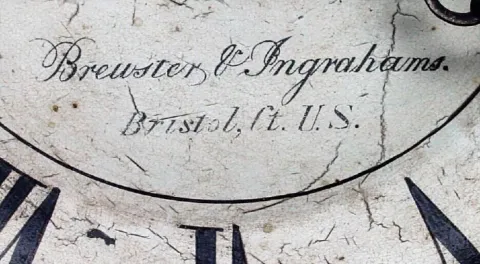 Brewster & Ingrahams.
Bristol, Ct. U.S.